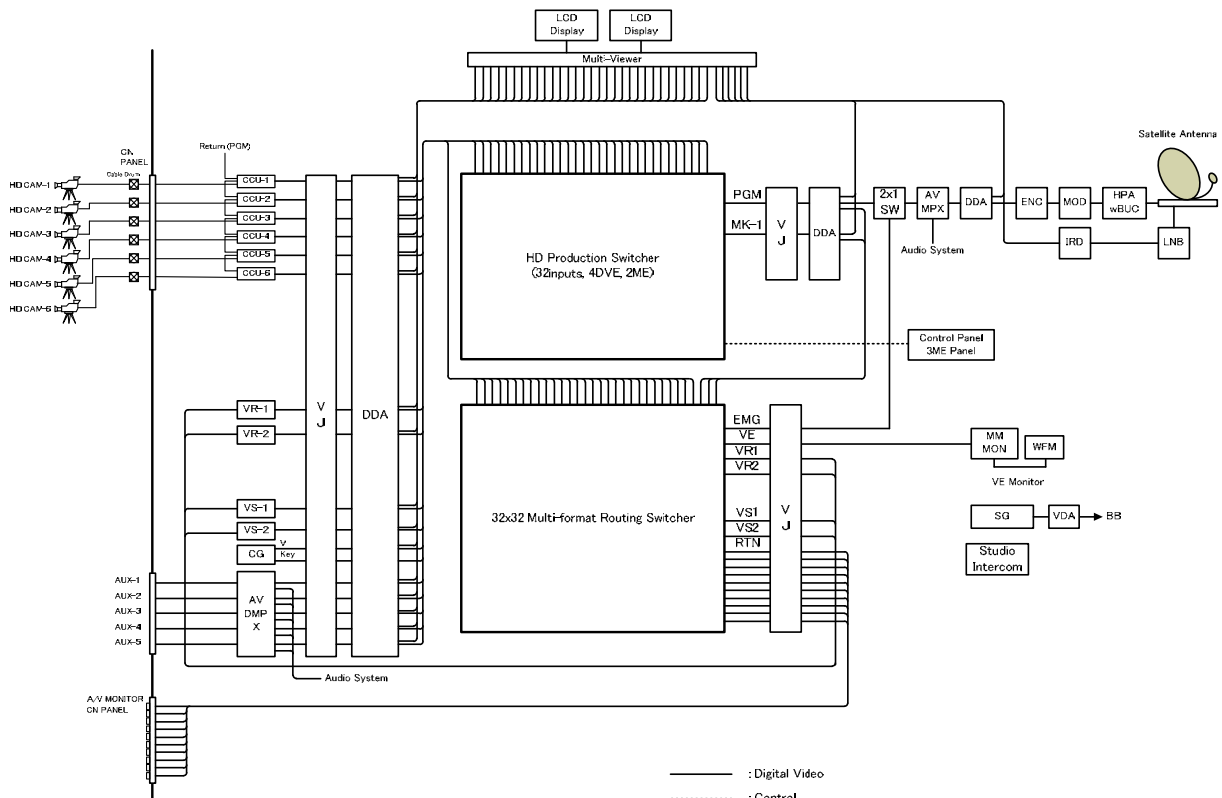 LCD
Display
LCD
Display
Multi-Viewer
Satellite Antenna
CN
PANEL
Cable Drum
Return (PGM)
HD CAM-1
HD CAM-2
HD CAM-3
HD CAM-4
HD CAM-5
HD CAM-6
CCU-1
CCU-2
CCU-3
CCU-4
CCU-5
CCU-6
VR-1
VR-2
VS-1
VS-2
CG
V
Key
V
J
DDA
HD Production Switcher
(32inputs, 4DVE, 2ME)
PGM
MK-1
V
J
DDA
2x1
SW
AV
MPX
Audio System
DDA
ENC
MOD
HPA
wBUC
IRD
LNB
Control Panel
3ME Panel
32x32 Multi-format Routing Switcher
EMG
VE
VR1
VR2
VS1
VS2
RTN
V
J
MM
MON
WFM
VE Monitor
SG
VDA
BB
Studio
Intercom
AUX-1
AUX-2
AUX-3
AUX-4
AUX-5
AV
DMP
X
Audio System
A/V MONITOR
CN PANEL
: Digital Video
: Control